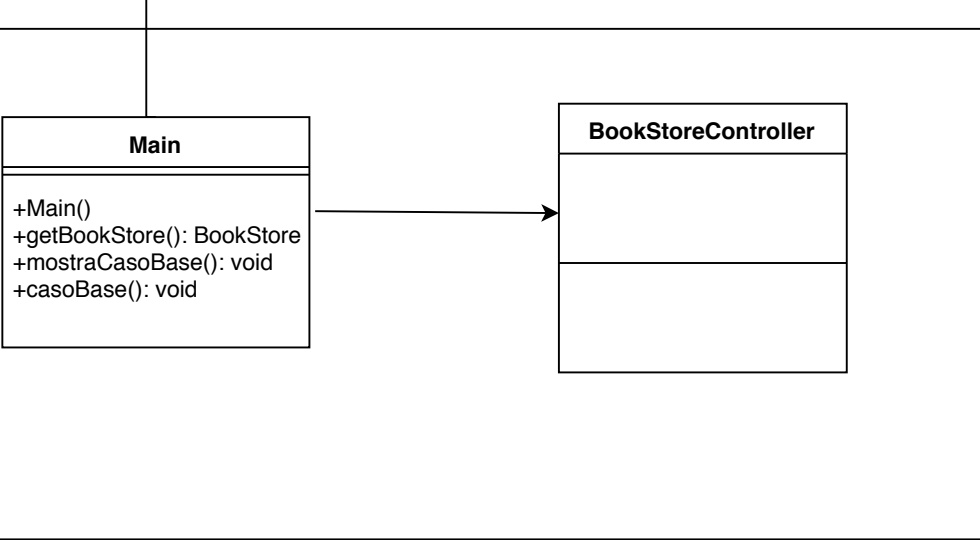 Main
+Main()
+getBookStore(): BookStore
+mostraCasoBase(): void
+casoBase(): void
BookStoreController